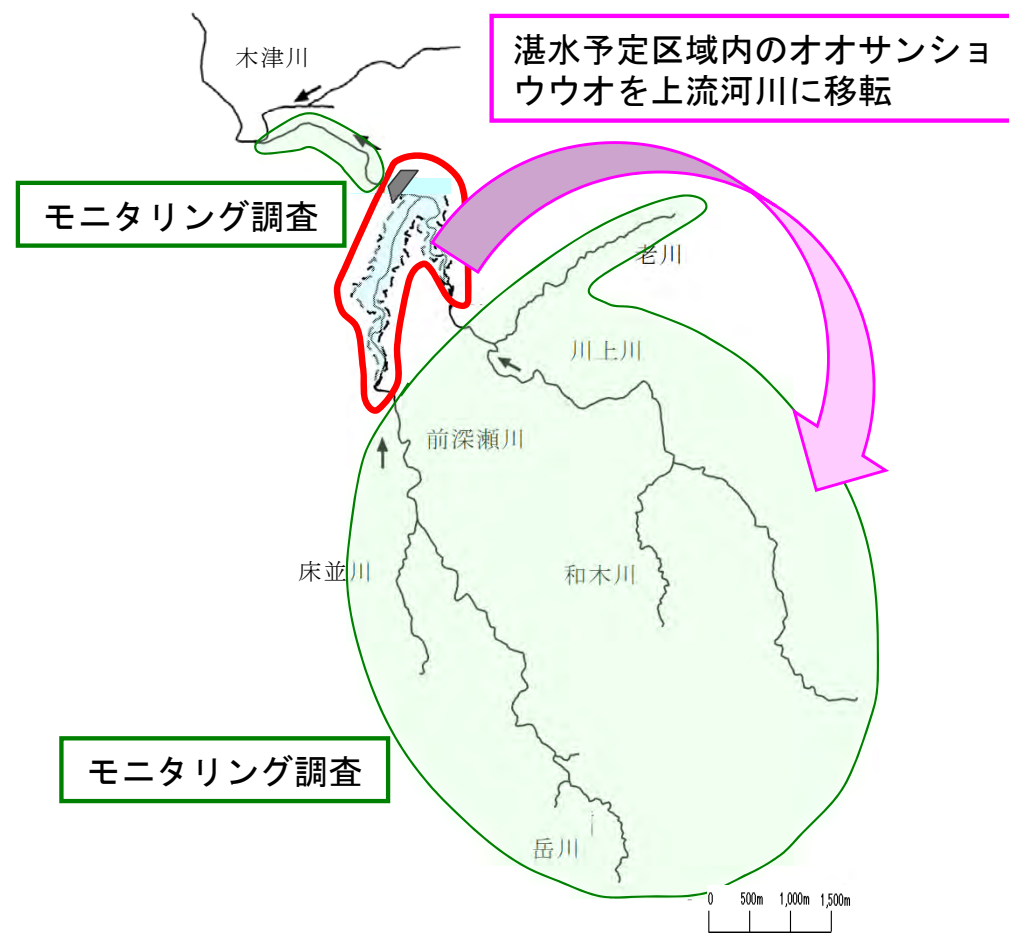 木津川
湛水予定区域内のオオサンショ
ウウオを上流河川に移転
モニタリング調査
老川
川上川
前深瀬川
床並川
和木川
モニタリング調査
岳川
0 500m 1,000m 1,500m